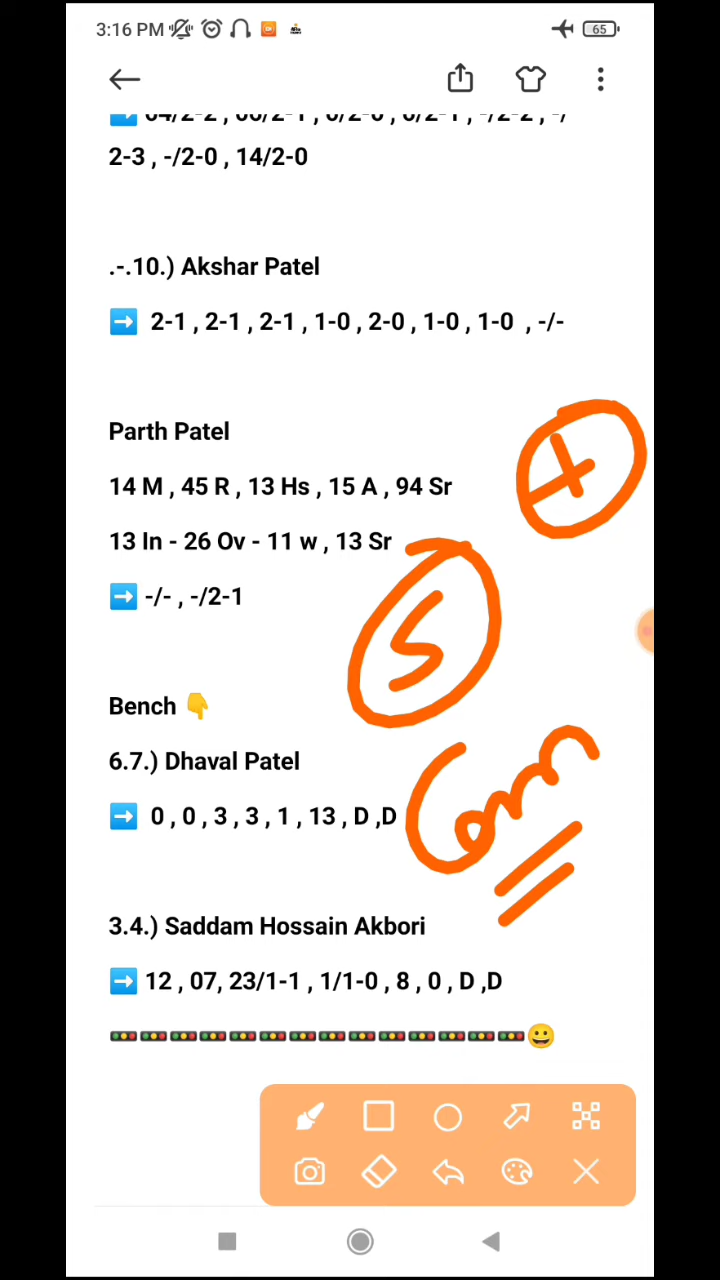 3:16 PM 65
2-3 , -/2-0 , 14/2-0
.-.10.) Akshar Patel
➡️ 2-1 , 2-1 , 2-1 , 1-0 , 2-0 , 1-0 , 1-0 , -/-
Parth Patel
14 M , 45 R , 13 Hs , 15 A , 94 Sr
13 In - 26 Ov - 11 w , 13 Sr
➡️ -/- , -/2-1
5
Bench 👇
6.7.) Dhaval Patel
➡️ 0 , 0 , 3 , 3 , 1 , 13 , D ,D
3.4.) Saddam Hossain Akbori
➡️ 12 , 07, 23/1-1 , 1/1-0 , 8 , 0 , D ,D